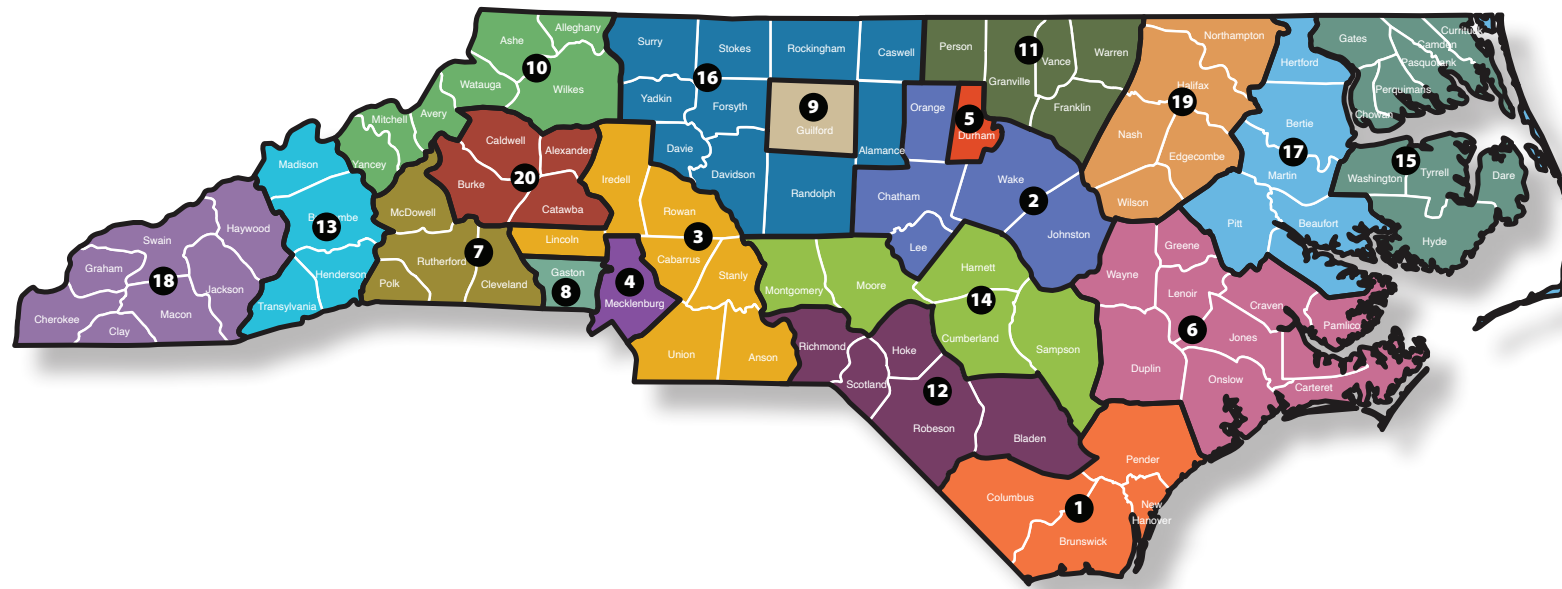 Ashe
Alleghany
10
Watauga
Wilkes
Mitchell
Avery
Yancey
Surry
Stokes
Rockingham
Caswell
16
Yadkin
Forsyth
Davie
Davidson
Randolph
Alamance
9
Guilford
Person
11
Granville
Vance
Warren
Franklin
Orange
5
Durham
Northampton
Halifax
19
Nash
Edgecombe
Wilson
Hertford
Bertie
17
Martin
Pitt
Beaufort
Gates
Currituck
Camden
Pasquotank
Perquimans
Chowan
15
Washington
Tyrrell
Dare
Hyde
Madison
Buncombe
13
Henderson
Transylvania
Haywood
Swain
Graham
18
Jackson
Cherokee
Macon
Clay
Caldwell
Alexander
Burke
20
Catawba
McDowell
Rutherford
7
Polk
Cleveland
Iredell
Rowan
Lincoln
3
Cabarrus
Stanly
Union
Anson
Gaston
8
4
Mecklenburg
Chatham
Wake
2
Lee
Johnston
Montgomery
Moore
Harnett
14
Cumberland
Sampson
Richmond
Hoke
Scotland
12
Robeson
Bladen
Greene
Wayne
Lenoir
Craven
6
Jones
Pamlico
Duplin
Onslow
Carteret
Pender
Columbus
1
New
Hanover
Brunswick